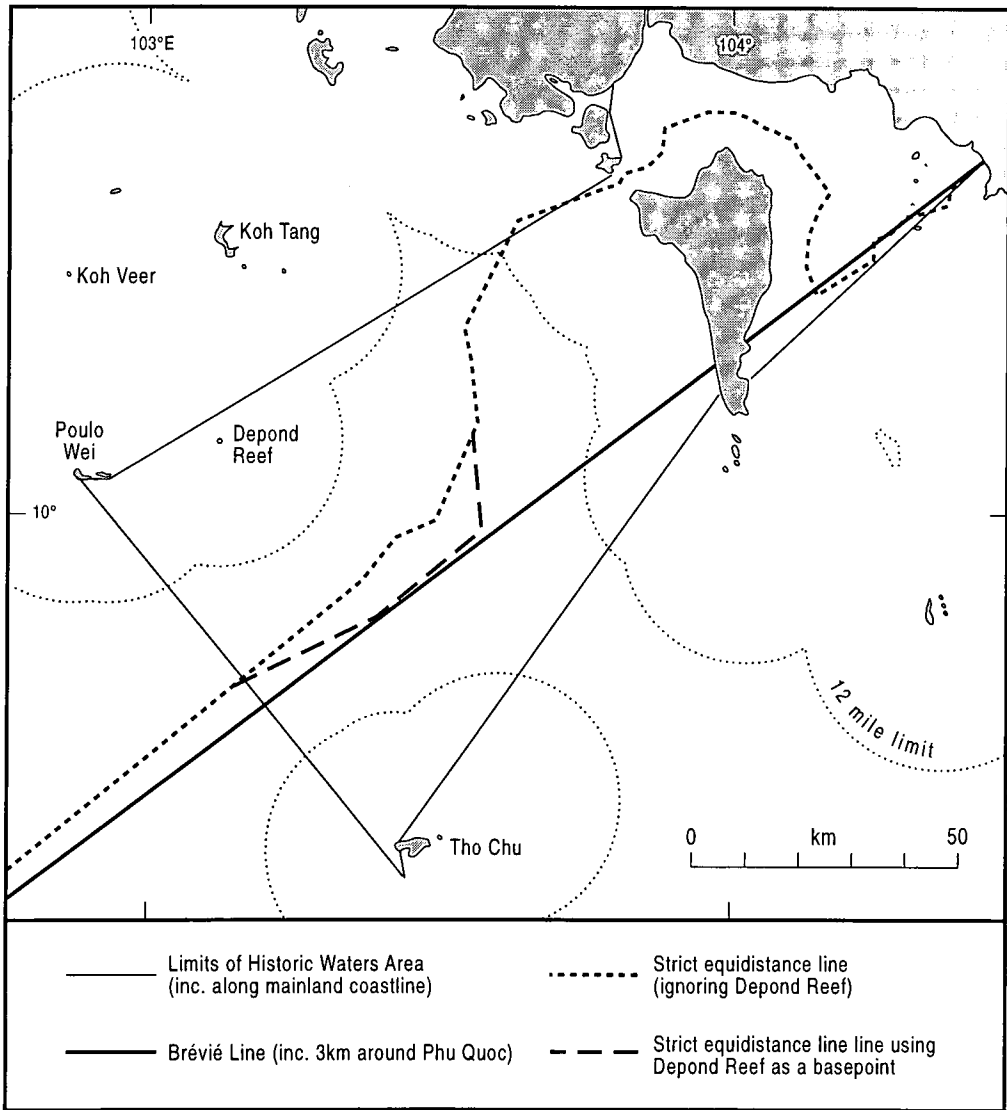 103°E
104°
Koh Tang
Koh Veer
Poulo
Wei
Depond
Reef
10°
12 mile limit
Tho Chu
0 km 50
Limits of Historic Waters Area
(inc. along mainland coastline)
Strict equidistance line
(ignoring Depond Reef)
Brévié Line (inc. 3km around Phu Quoc)
Strict equidistance line line using
Depond Reef as a basepoint